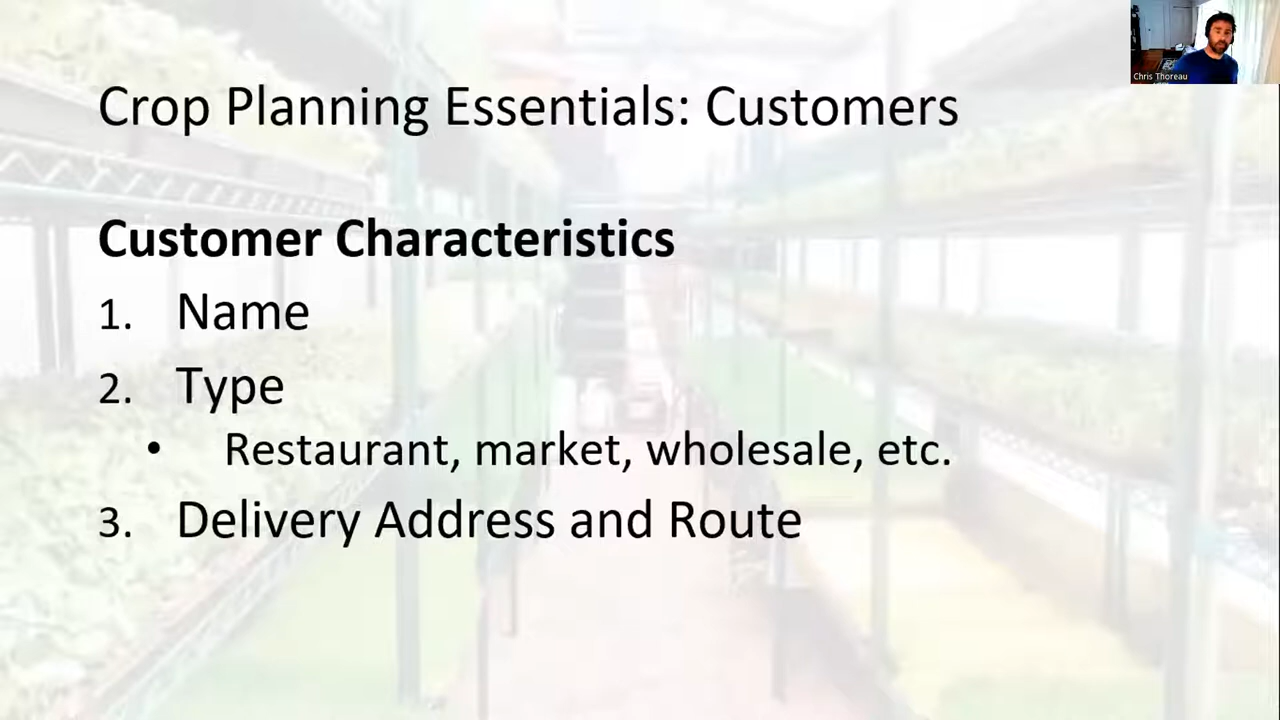 Chris Thoreau
Crop Planning Essentials: Customers
Customer Characteristics
1. Name
2. Type
• Restaurant, market, wholesale, etc.
3. Delivery Address and Route